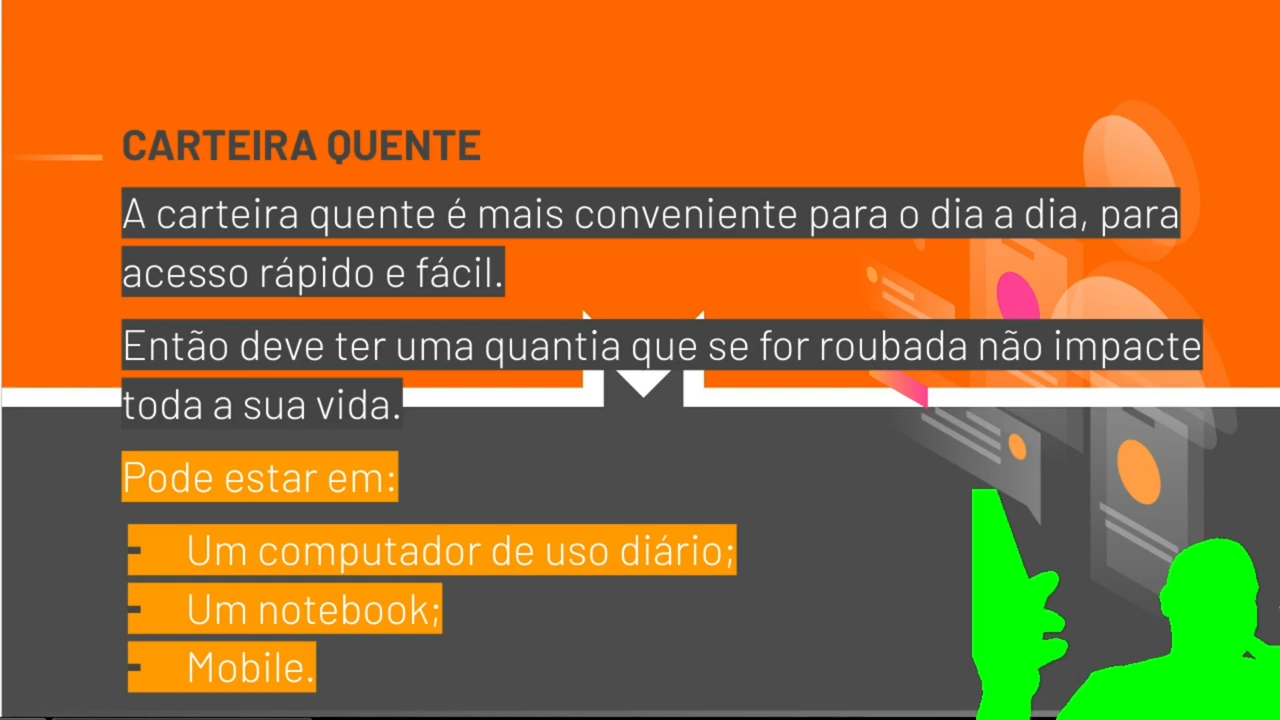 CARTEIRA QUENTE
A carteira quente é mais conveniente para o dia a dia, para
acesso rápido e fácil.
Então deve ter uma quantia que se for roubada não impacte
toda a sua vida.
Pode estar em:
- Um computador de uso diário;
- Um notebook;
- Mobile.